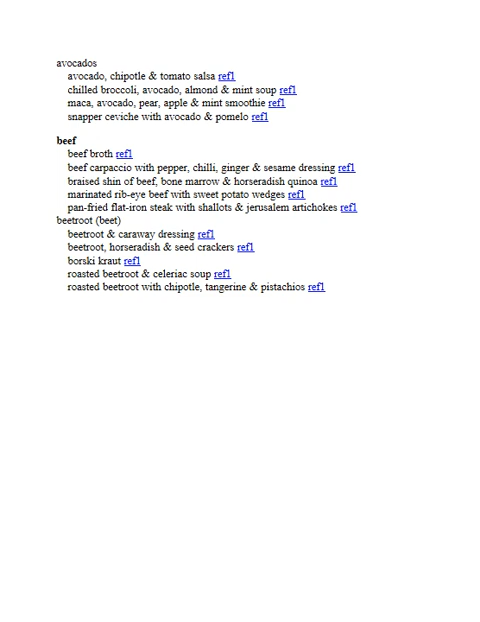 avocados
avocado, chipotle & tomato salsa ref1
chilled broccoli, avocado, almond & mint soup ref1
maca, avocado, pear, apple & mint smoothie ref1
snapper ceviche with avocado & pomelo ref1
beef
beef broth ref1
beef carpaccio with pepper, chilli, ginger & sesame dressing ref1
braised shin of beef, bone marrow & horseradish quinoa ref1
marinated rib-eye beef with sweet potato wedges ref1
pan-fried flat-iron steak with shallots & jerusalem artichokes ref1
beetroot (beet)
beetroot & caraway dressing ref1
beetroot, horseradish & seed crackers ref1
borski kraut ref1
roasted beetroot & celeriac soup ref1
roasted beetroot with chipotle, tangerine & pistachios ref1